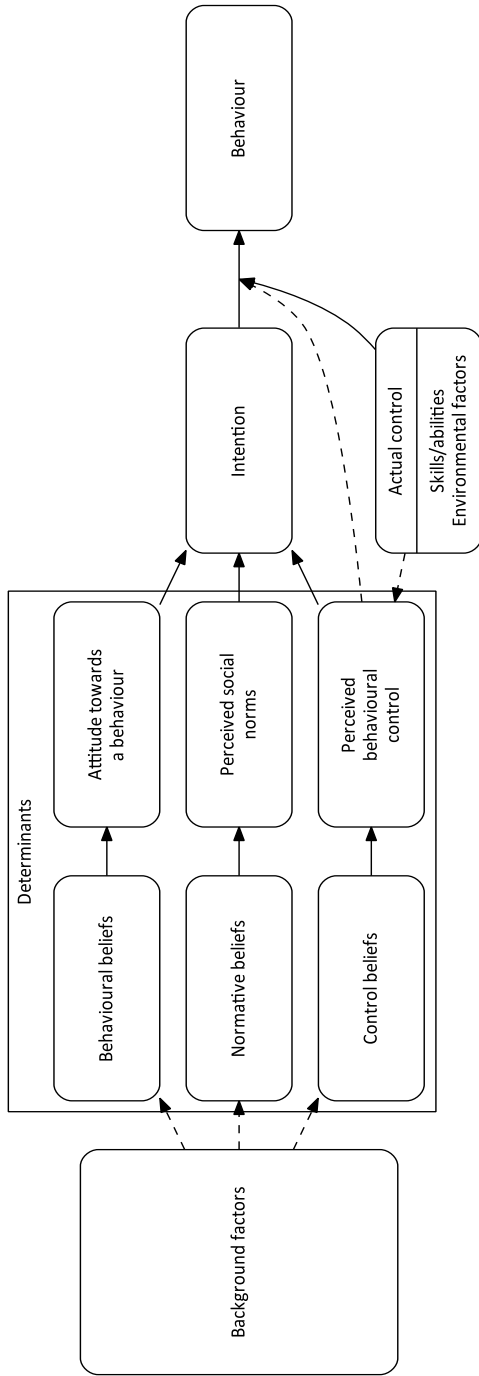 Background factors
Determinants
Behavioural beliefs
Normative beliefs
Control beliefs
Attitude towards
a behaviour
Perceived social
norms
Perceived
behavioural
control
Intention
Actual control
Skills/abilities
Environmental factors
Behaviour